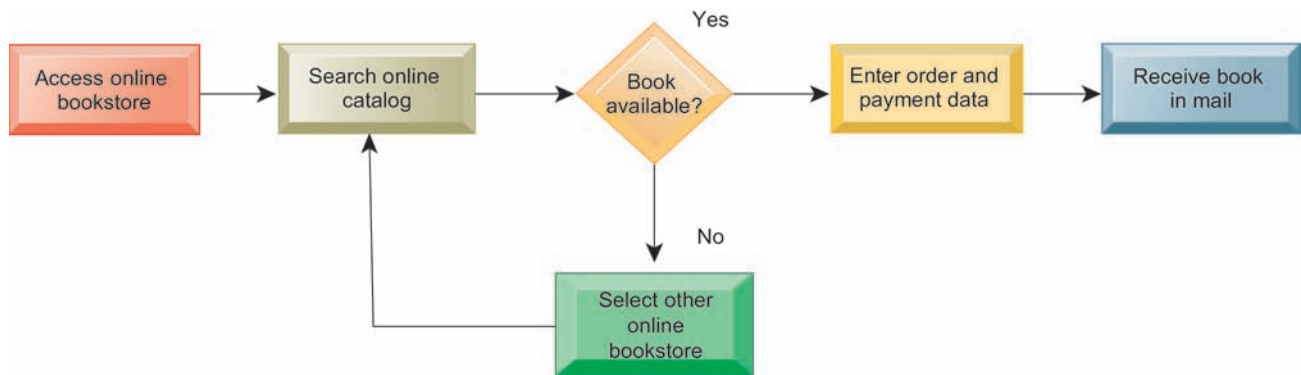 Access online
bookstore
Search online
catalog
Book
available?
Yes
Enter order and
payment data
Receive book
in mail
No
Select other
online
bookstore